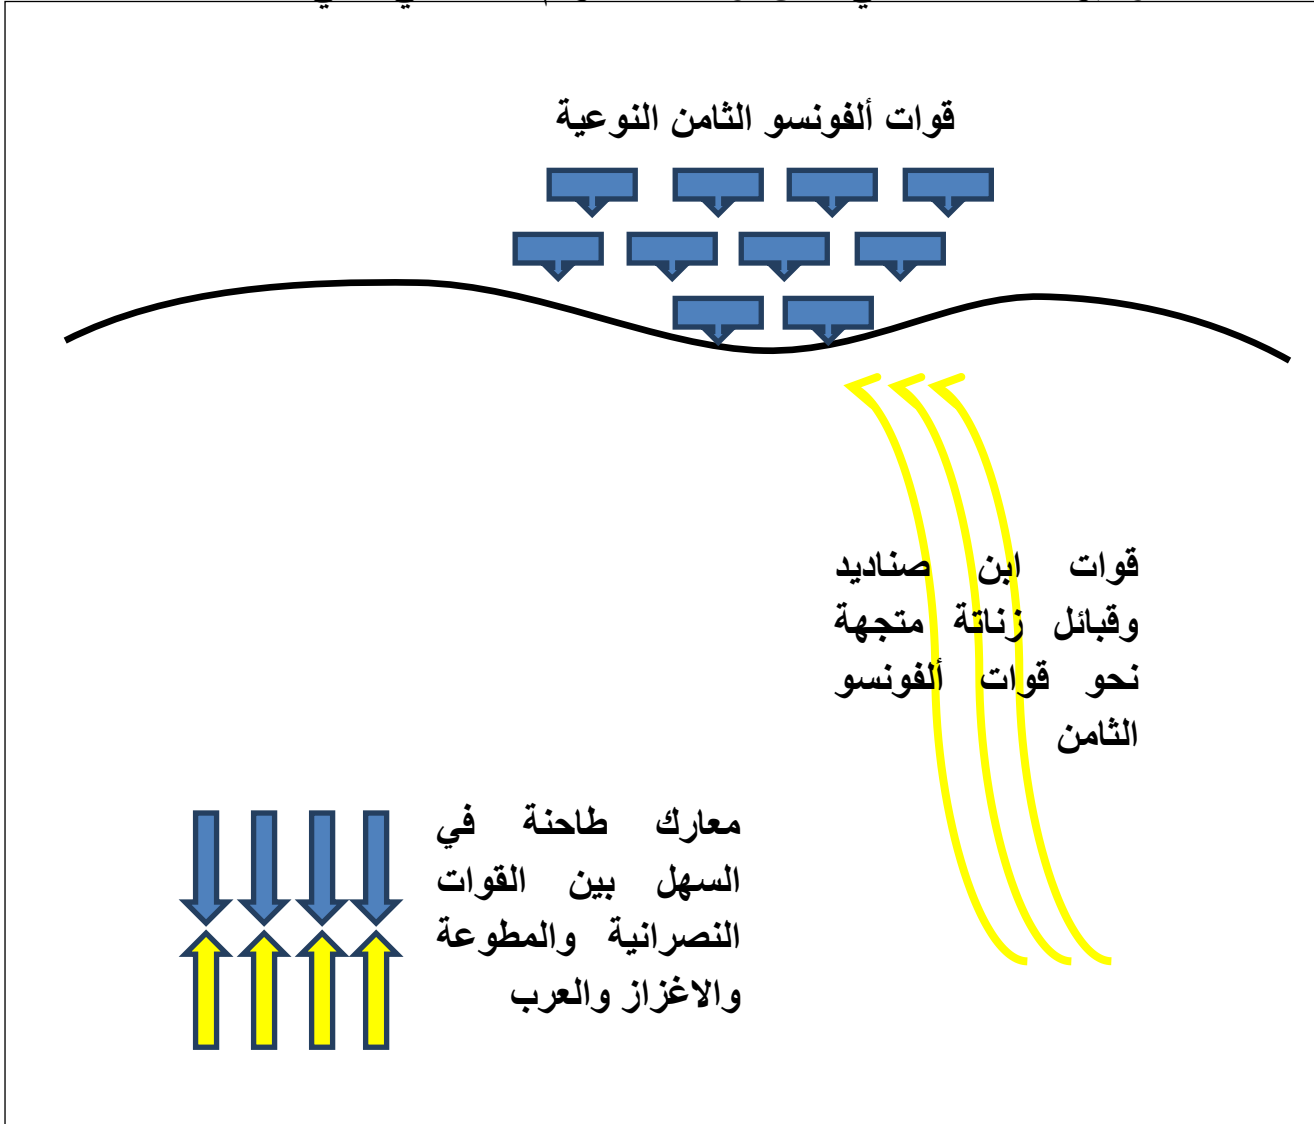 قوات ألفونسو الثامن النوعية
قوات ابن صناديد
وقبائل زناتة متجهة
نحو قوات ألفونسو
الثامن
معارك طاحنة في
السهل بين القوات
النصرانية والمطوعة
والاغزاز والعرب